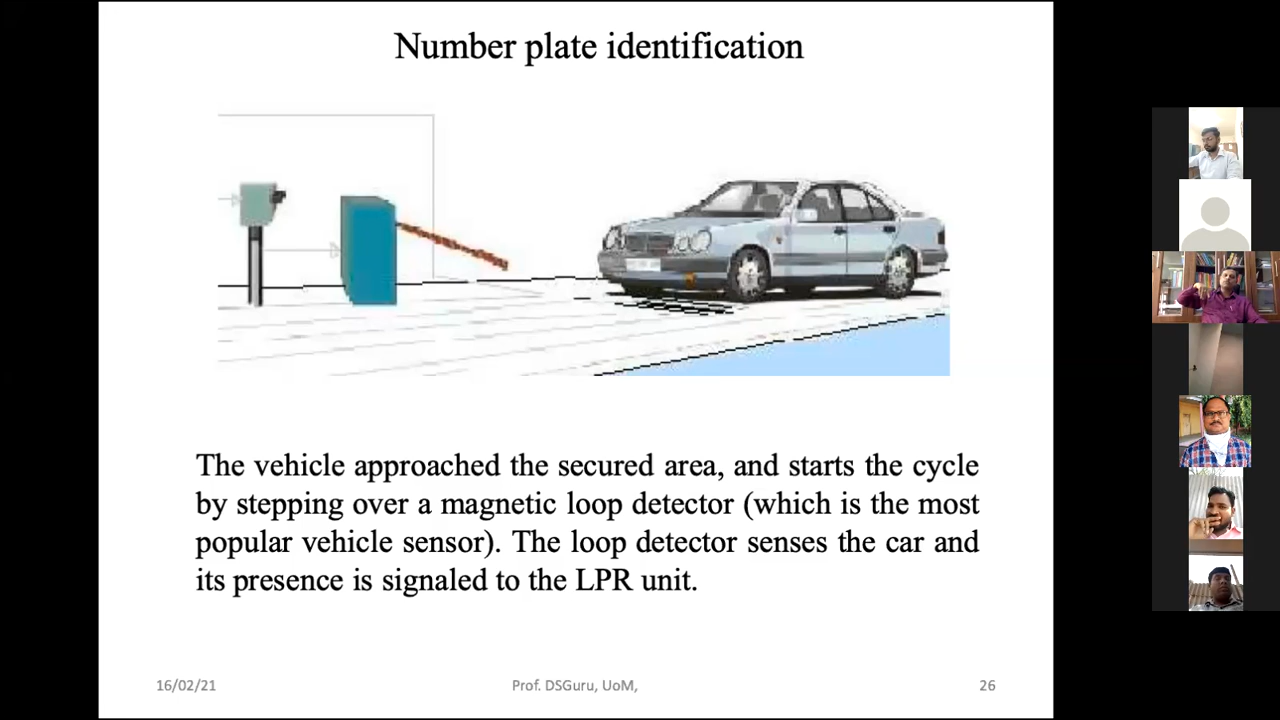 Number plate identification
The vehicle approached the secured area, and starts the cycle
by stepping over a magnetic loop detector (which is the most
popular vehicle sensor). The loop detector senses the car and
its presence is signaled to the LPR unit.
16/02/21
Prof. DSGuru, UoM,
26